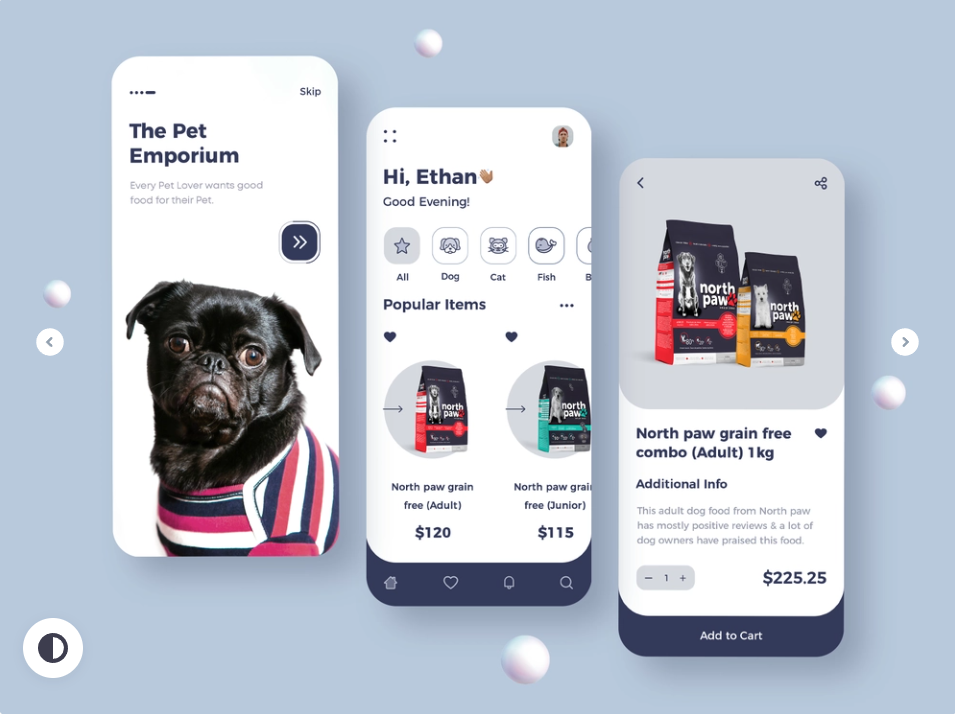 Skip
The Pet
Emporium
Every Pet Lover wants good
food for their Pet.
Hi, Ethan
Good Evening!
All
Dog
Cat
Fish
B
Popular Items
north
paw
north
paw
North paw grain
free (Adult)
$120
North paw grain
free (Junior)
$115
north
paw
north
paw
North paw grain free
combo (Adult) 1kg
Additional Info
This adult dog food from North paw
has mostly positive reviews & a lot of
dog owners have praised this food.
− 1 +
$225.25
Add to Cart